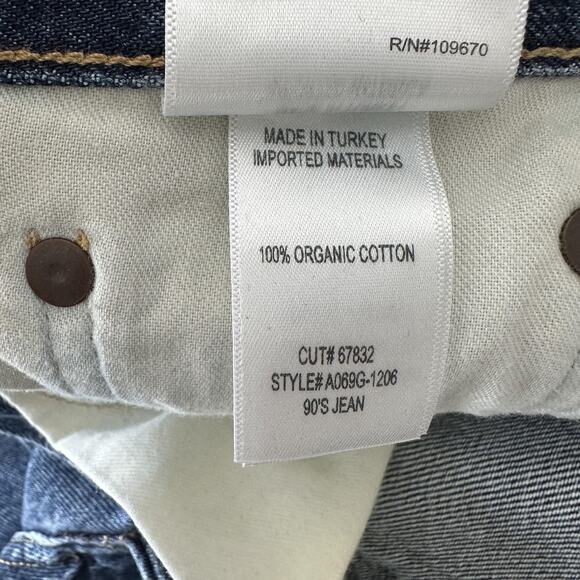 R/N#109670
MADE IN TURKEY
IMPORTED MATERIALS
100% ORGANIC COTTON
CUT# 67832
STYLE# A069G-1206
90'S JEAN